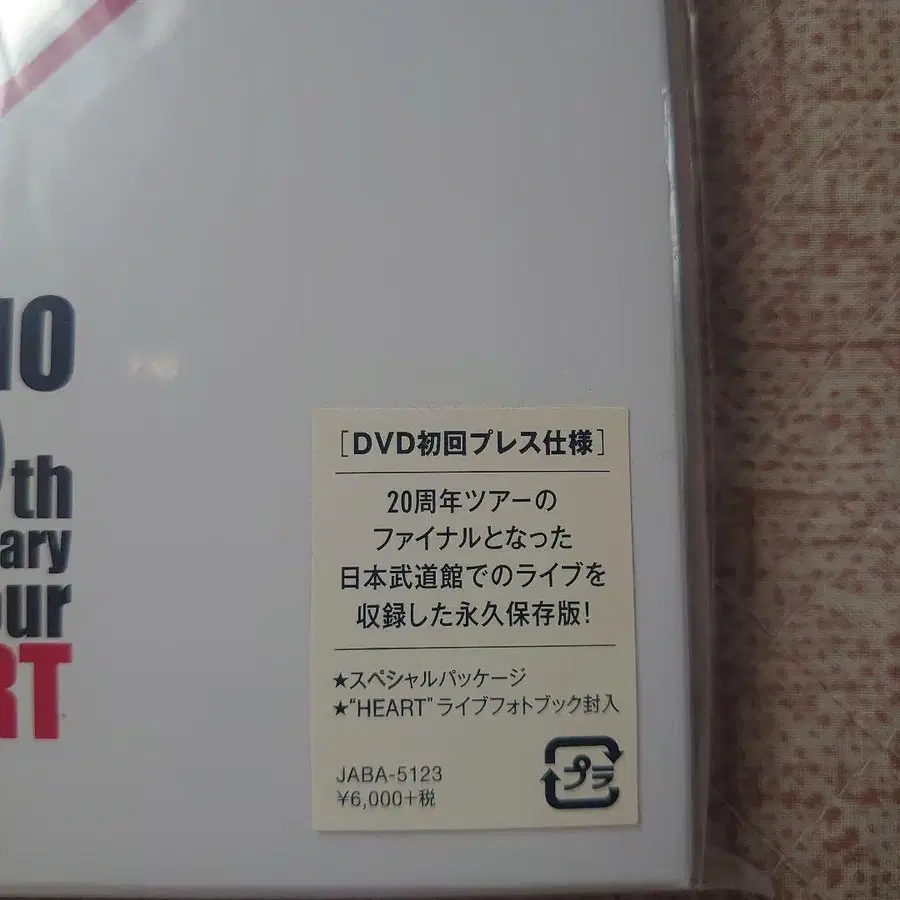 th
[DVD初回プレス仕様]
20周年ツアーの
ファイナルとなった
日本武道館でのライブを
収録した永久保存版!
★スペシャルパッケージ
★"HEART"ライブフォトブック封入
JABA-5123
¥6,000+税
プラ